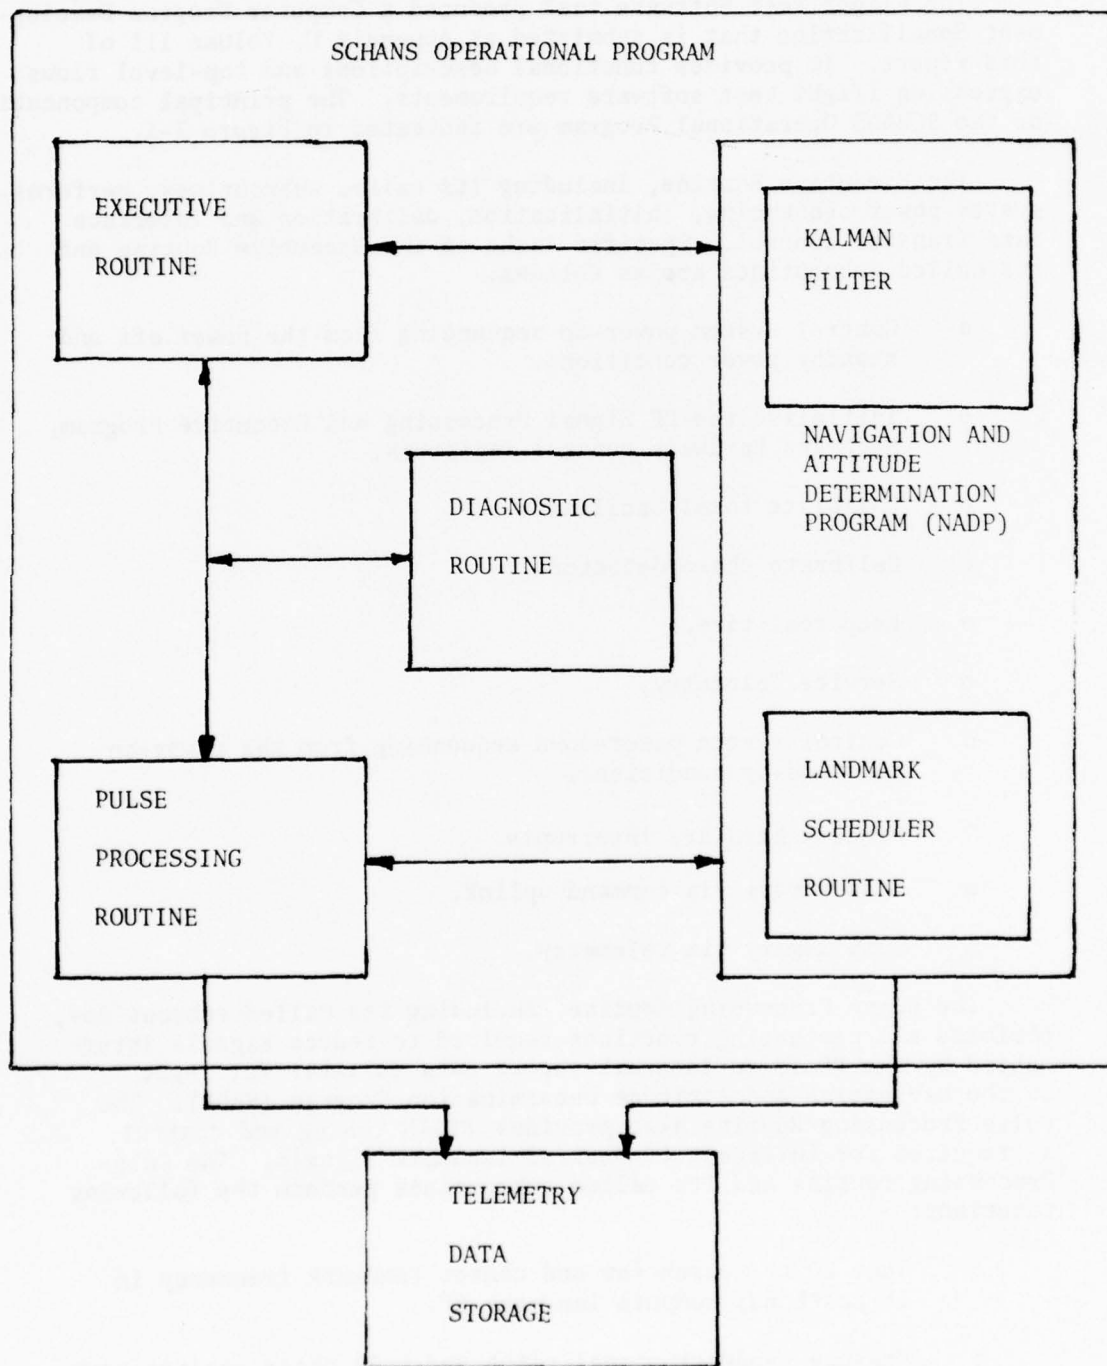 SCHANS OPERATIONAL PROGRAM
EXECUTIVE
ROUTINE
KALMAN
FILTER
NAVIGATION AND
ATTITUDE
DETERMINATION
PROGRAM (NADP)
DIAGNOSTIC
ROUTINE
PULSE
PROCESSING
ROUTINE
LANDMARK
SCHEDULER
ROUTINE
TELEMETRY
DATA
STORAGE